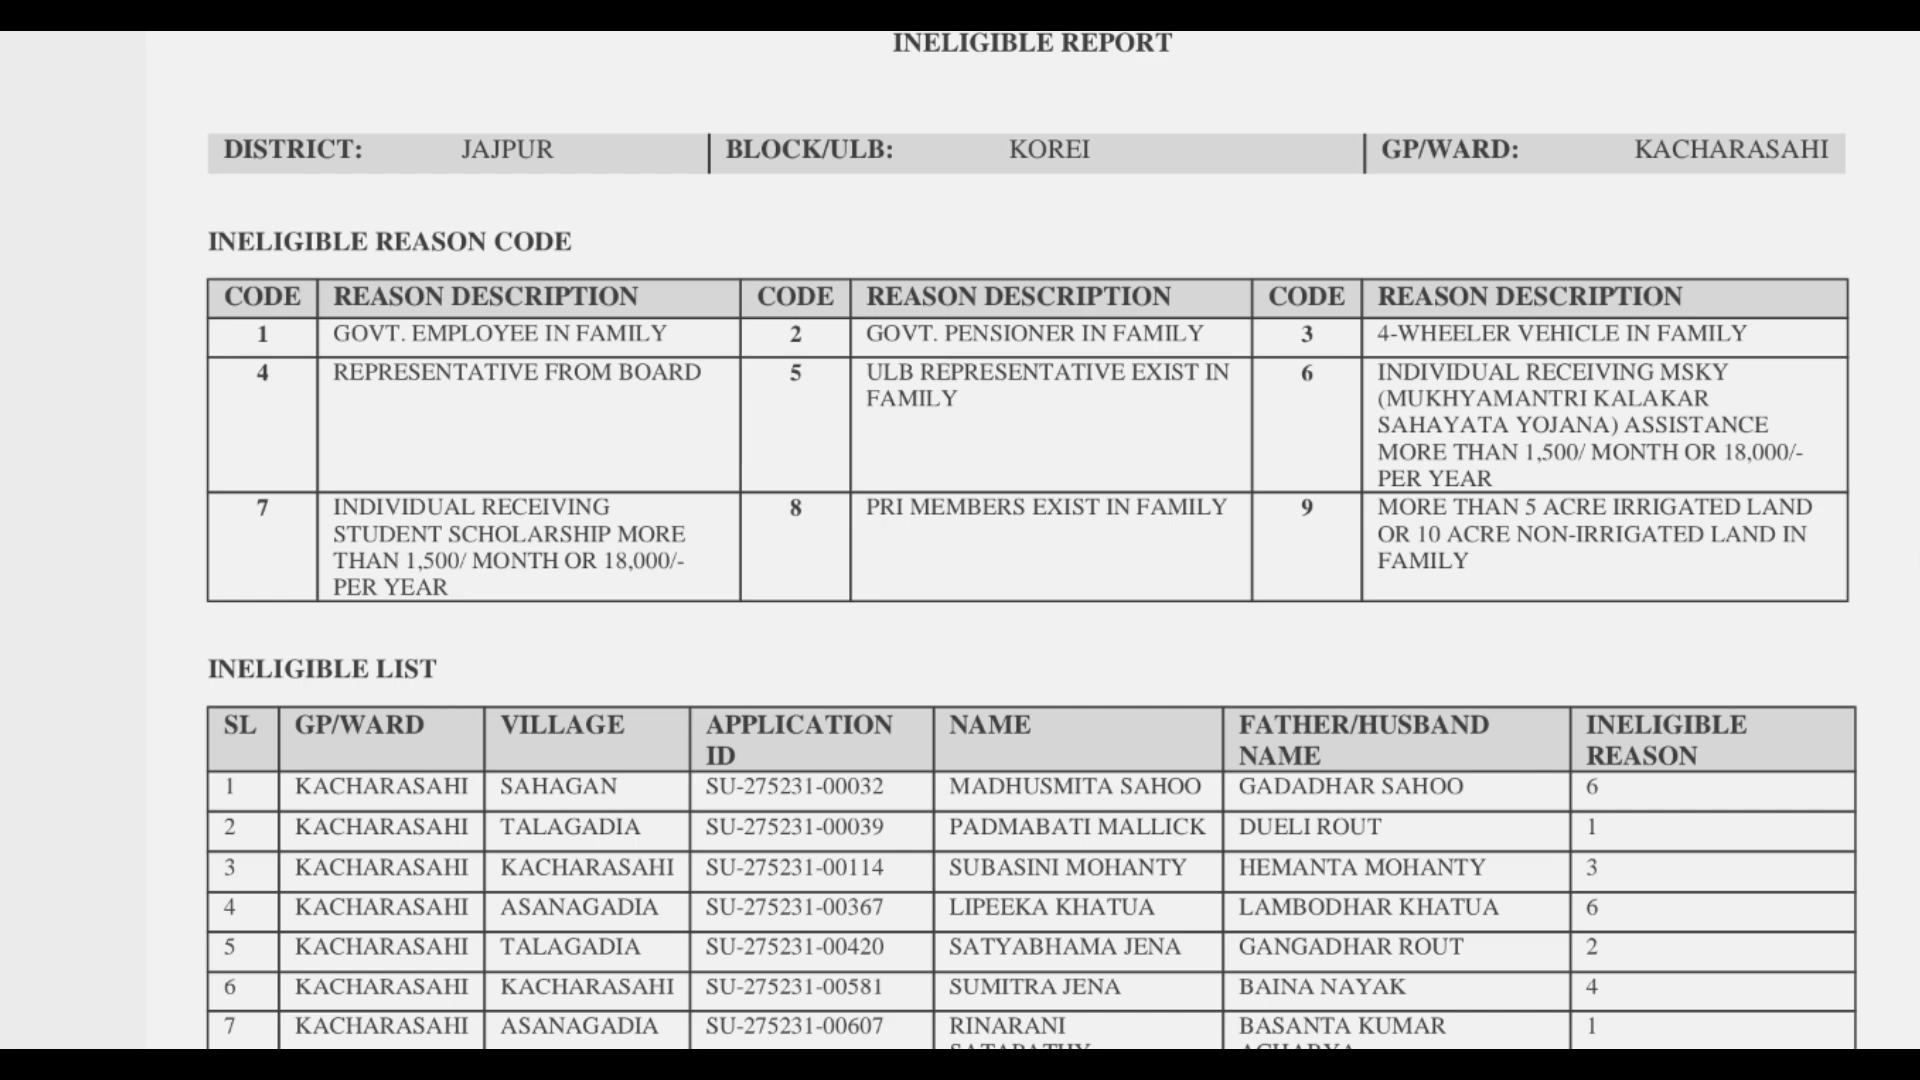 INELIGIBLE REPORT
DISTRICT: JAJPUR BLOCK/ULB: KOREI GP/WARD: KACHARASAHI
INELIGIBLE REASON CODE
CODE REASON DESCRIPTION CODE REASON DESCRIPTION CODE REASON DESCRIPTION
1 GOVT. EMPLOYEE IN FAMILY 2 GOVT. PENSIONER IN FAMILY 3 4-WHEELER VEHICLE IN FAMILY
4 REPRESENTATIVE FROM BOARD 5 ULB REPRESENTATIVE EXIST IN 6 INDIVIDUAL RECEIVING MSKY
FAMILY (MUKHYAMANTRI KALAKAR
SAHAYATA YOJANA) ASSISTANCE
MORE THAN 1,500/ MONTH OR 18,000/-
PER YEAR
7 INDIVIDUAL RECEIVING 8 PRI MEMBERS EXIST IN FAMILY 9 MORE THAN 5 ACRE IRRIGATED LAND
STUDENT SCHOLARSHIP MORE OR 10 ACRE NON-IRRIGATED LAND IN
THAN 1,500/ MONTH OR 18,000/- FAMILY
PER YEAR
INELIGIBLE LIST
SL GP/WARD VILLAGE APPLICATION NAME FATHER/HUSBAND INELIGIBLE
ID NAME REASON
1 KACHARASAHI SAHAGAN SU-275231-00032 MADHUSMITA SAHOO GADADHAR SAHOO 6
2 KACHARASAHI TALAGADIA SU-275231-00039 PADMABATI MALLICK DUELI ROUT 1
3 KACHARASAHI KACHARASAHI SU-275231-00114 SUBASINI MOHANTY HEMANTA MOHANTY 3
4 KACHARASAHI ASANAGADIA SU-275231-00367 LIPEEKA KHATUA LAMBODHAR KHATUA 6
5 KACHARASAHI TALAGADIA SU-275231-00420 SATYABHAMA JENA GANGADHAR ROUT 2
6 KACHARASAHI KACHARASAHI SU-275231-00581 SUMITRA JENA BAINA NAYAK 4
7 KACHARASAHI ASANAGADIA SU-275231-00607 RINARANI BASANTA KUMAR 1